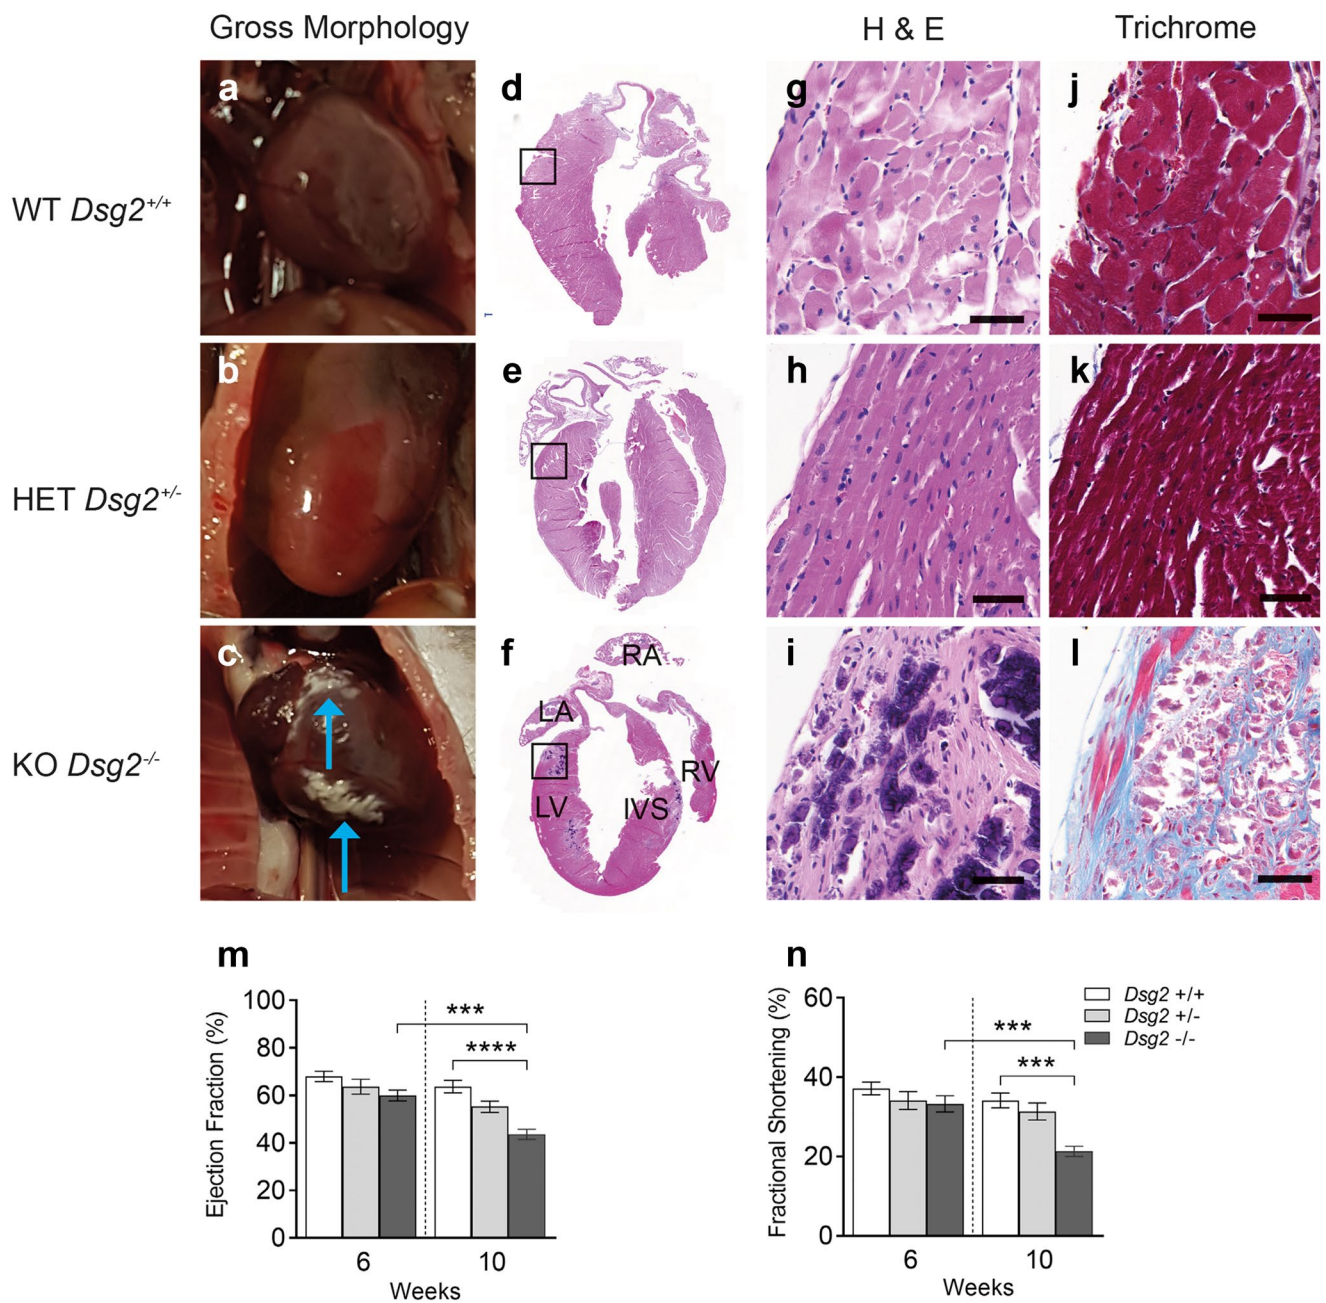 Gross Morphology
H & E
Trichrome
a
d
g
j
WT Dsg2+/+
b
e
h
k
HET Dsg2+/-
c
f
i
l
RA
LA
RV
LV
IVS
KO Dsg2-/-
m
Ejection Fraction (%)
100
80
60
40
20
0
***
****
6
10
Weeks
n
Fractional Shortening (%)
60
40
20
0
***
***
6
10
Weeks
Dsg2 +/+
Dsg2 +/-
Dsg2 -/-